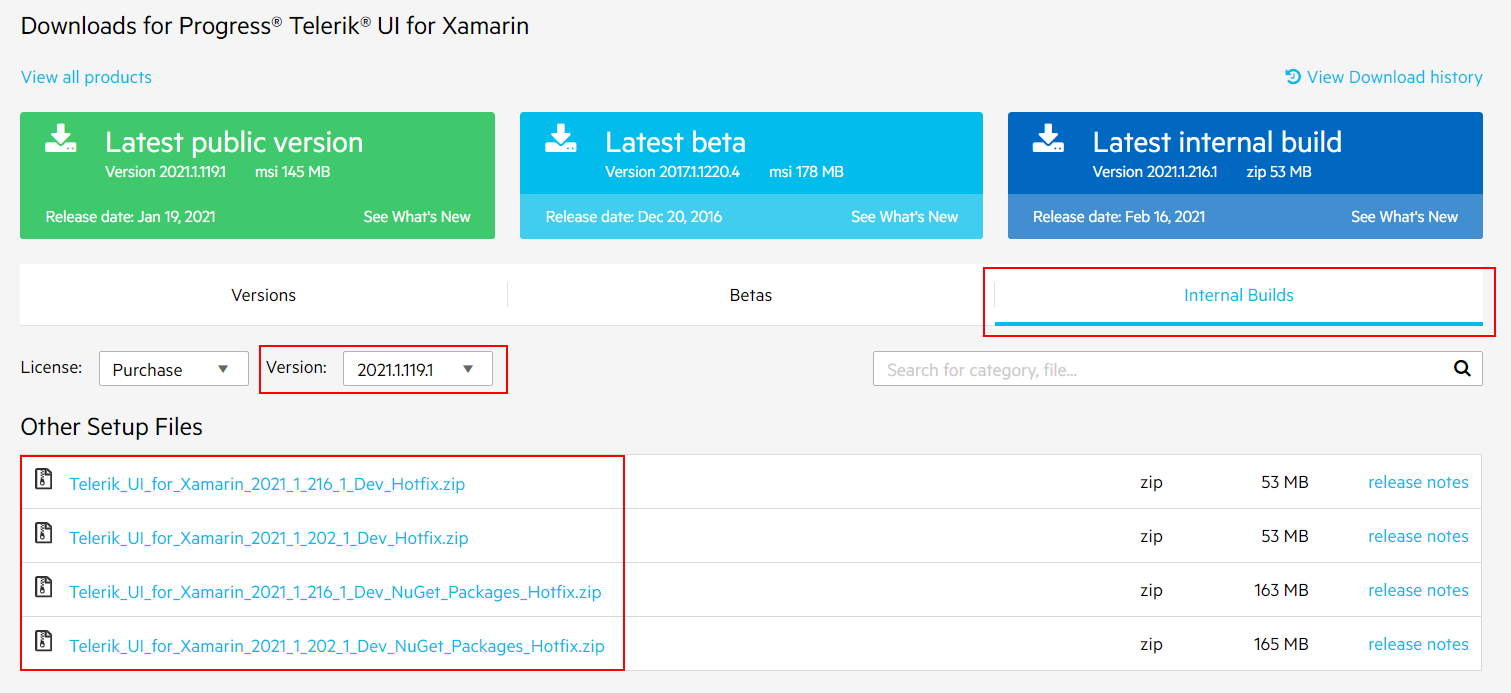 Downloads for Progress® Telerik® UI for Xamarin
View all products
View Download history
Latest public version
Version 2021.1.119.1 msi 145 MB
Release date: Jan 19, 2021 See What's New
Latest beta
Version 2017.1.1220.4 msi 178 MB
Release date: Dec 20, 2016 See What's New
Latest internal build
Version 2021.1.216.1 zip 53 MB
Release date: Feb 16, 2021 See What's New
Versions Betas Internal Builds
License: Purchase Version: 2021.1.119.1 Search for category, file...
Other Setup Files
Telerik_UI_for_Xamarin_2021_1_216_1_Dev_Hotfix.zip zip 53 MB release notes
Telerik_UI_for_Xamarin_2021_1_202_1_Dev_Hotfix.zip zip 53 MB release notes
Telerik_UI_for_Xamarin_2021_1_216_1_Dev_NuGet_Packages_Hotfix.zip zip 163 MB release notes
Telerik_UI_for_Xamarin_2021_1_202_1_Dev_NuGet_Packages_Hotfix.zip zip 165 MB release notes